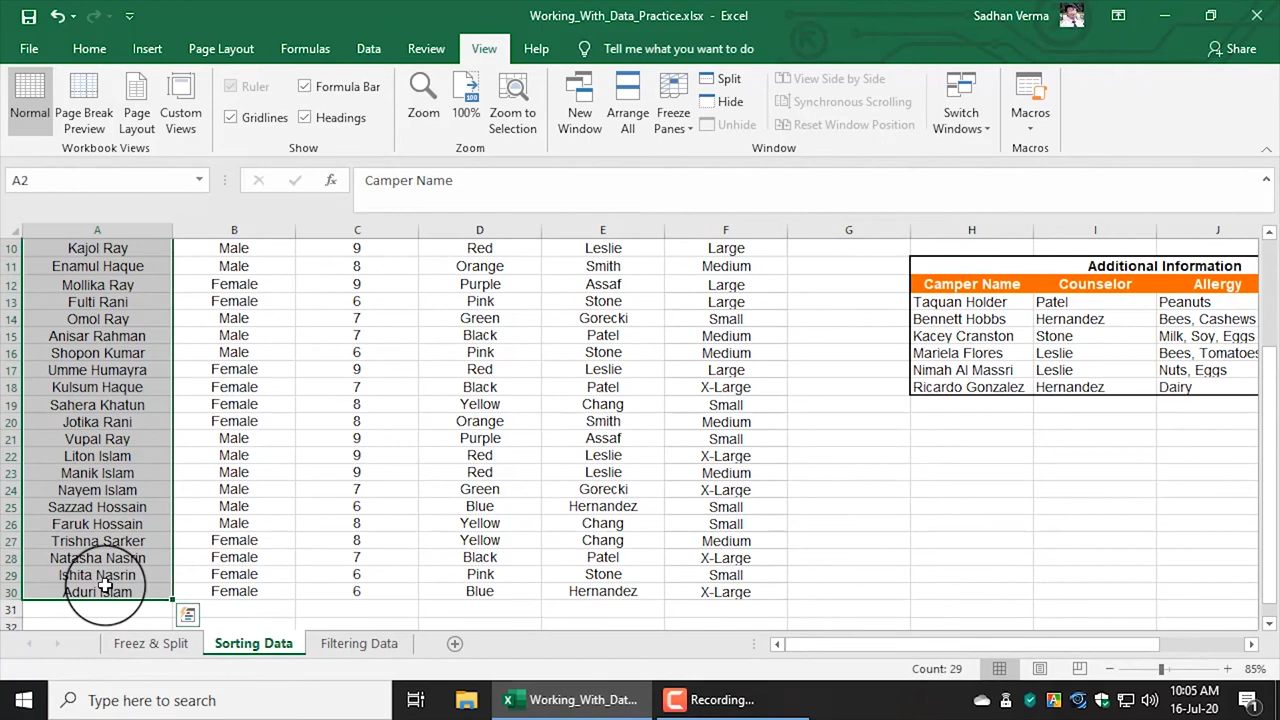 Working_With_Data_Practice.xlsx - Excel
Sadhan Verma
File Home Insert Page Layout Formulas Data Review View Help Tell me what you want to do Share
Normal
Page Break Preview
Page Layout
Custom Views
Workbook Views
Ruler
Formula Bar
Gridlines
Headings
Show
Zoom
100%
100
Zoom to Selection
Zoom
New Window
Arrange All
Freeze Panes
Split
Hide
Unhide
View Side by Side
Synchronous Scrolling
Reset Window Position
Switch Windows
Window
Macros
Macros
A2
fx
Camper Name
A B C D E F G H I J
10 Kajol Ray Male 9 Red Leslie Large
11 Enamul Haque Male 8 Orange Smith Medium Additional Information
12 Mollika Ray Female 9 Purple Assaf Large Camper Name Counselor Allergy
13 Fulti Rani Female 6 Pink Stone Large Taquan Holder Patel Peanuts
14 Omol Ray Male 7 Green Gorecki Small Bennett Hobbs Hernandez Bees, Cashews
15 Anisar Rahman Male 7 Black Patel Medium Kacey Cranston Stone Milk, Soy, Eggs
16 Shopon Kumar Male 6 Pink Stone Medium Mariela Flores Leslie Bees, Tomatoes
17 Umme Humayra Female 9 Red Leslie Large Nimah Al Massri Leslie Nuts, Eggs
18 Kulsum Haque Female 7 Black Patel X-Large Ricardo Gonzalez Hernandez Dairy
19 Sahera Khatun Female 8 Yellow Chang Small
20 Jotika Rani Female 8 Orange Smith Medium
21 Vupal Ray Male 9 Purple Assaf Small
22 Liton Islam Male 9 Red Leslie X-Large
23 Manik Islam Male 9 Red Leslie Medium
24 Nayem Islam Male 7 Green Gorecki X-Large
25 Sazzad Hossain Male 6 Blue Hernandez Small
26 Faruk Hossain Male 8 Yellow Chang Small
27 Trishna Sarker Female 8 Yellow Chang Medium
28 Natasha Nasrin Female 7 Black Patel X-Large
29 Ishita Nasrin Female 6 Pink Stone Small
30 Aduri Islam Female 6 Blue Hernandez X-Large
31
32
Freez & Split Sorting Data Filtering Data
Count: 29 85%
Type here to search
Working_With_Dat...
Recording...
10:05 AM
16-Jul-20
1